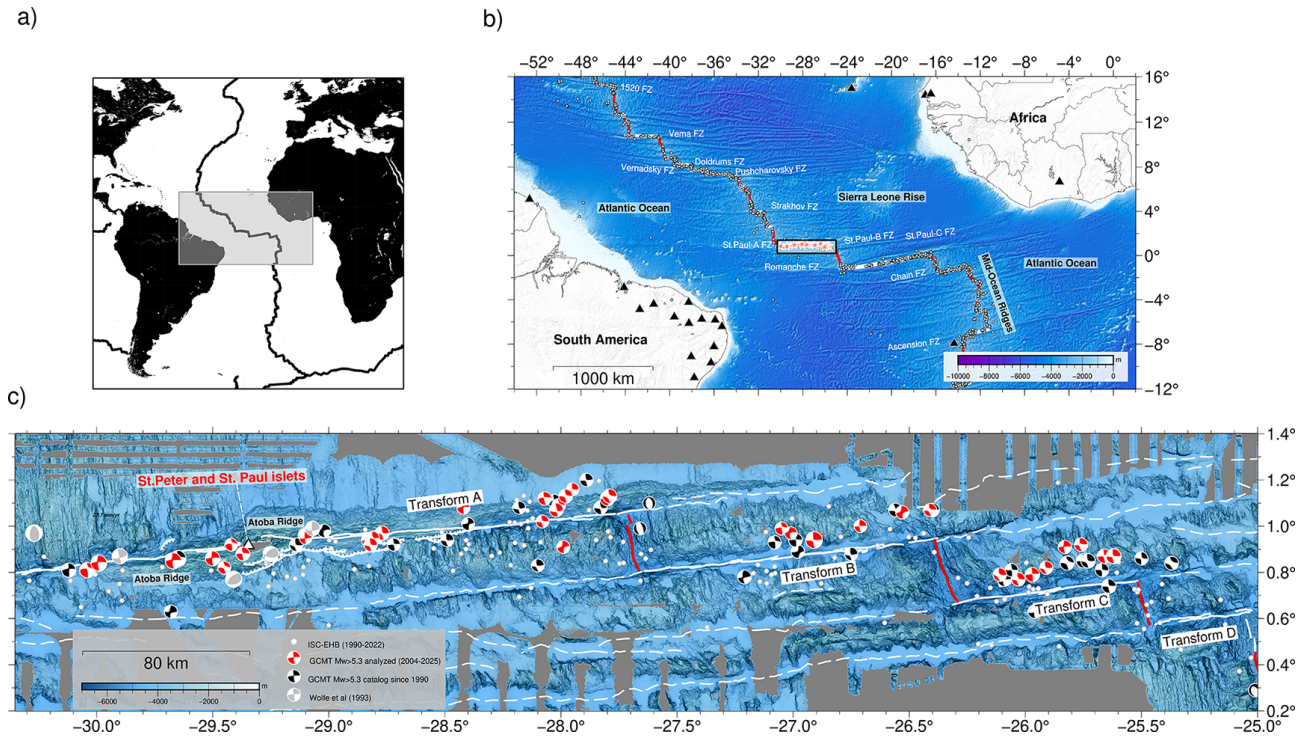 a)
b)
−52° −48° −44° −40° −36° −32° −28° −24° −20° −16° −12° −8° −4° 0°
16°
12°
8°
4°
0°
−4°
−8°
−12°
1520 FZ
Africa
Vema FZ
Doldrums FZ
Vernadsky FZ
Pushcharovsky FZ
Sierra Leone Rise
Atlantic Ocean
Strakhov FZ
St.Paul-A FZ
St.Paul-B FZ
St.Paul-C FZ
Romanche FZ
Chain FZ
Mid-Ocean Ridges
Atlantic Ocean
South America
Ascension FZ
1000 km
m
−10000 −8000 −6000 −4000 −2000 0
c)
St.Peter and St. Paul islets
Transform A
Atoba Ridge
Atoba Ridge
Transform B
Transform C
Transform D
ISC-EHB (1990-2022)
GCMT Mw>5.3 analyzed (2004-2025)
GCMT Mw>5.3 catalog since 1990
Wolfe et al (1993)
80 km
m
−6000 −4000 −2000 0
1.4°
1.2°
1.0°
0.8°
0.6°
0.4°
0.2°
−30.0° −29.5° −29.0° −28.5° −28.0° −27.5° −27.0° −26.5° −26.0° −25.5° −25.0°